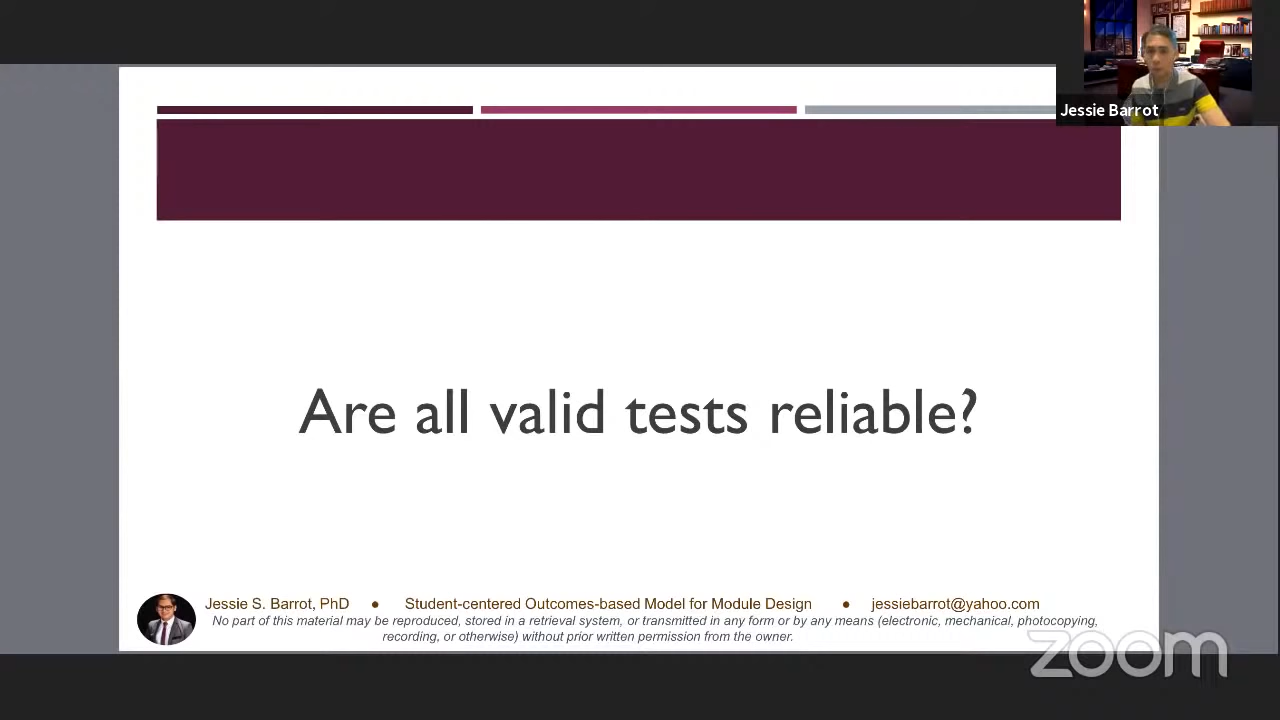 Jessie Barrot
Are all valid tests reliable?
Jessie S. Barrot, PhD ● Student-centered Outcomes-based Model for Module Design ● jessiebarrot@yahoo.com
No part of this material may be reproduced, stored in a retrieval system, or transmitted in any form or by any means (electronic, mechanical, photocopying,
recording, or otherwise) without prior written permission from the owner.
zoom